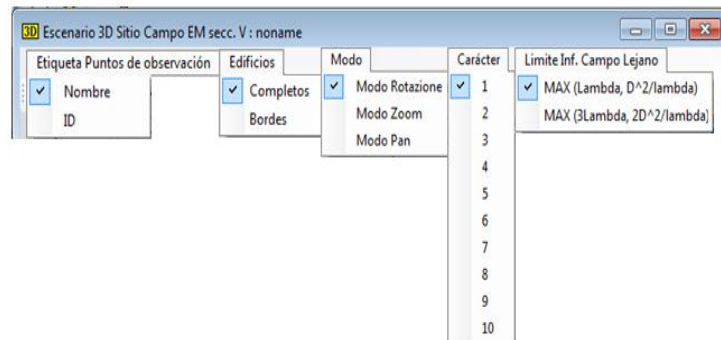 3D Escenario 3D Sitio Campo EM secc. V : noname
Etiqueta Puntos de observación
Nombre
ID
Edificios
Completos
Bordes
Modo
Modo Rotazione
Modo Zoom
Modo Pan
Carácter
1
2
3
4
5
6
7
8
9
10
Limite Inf. Campo Lejano
MAX (Lambda, D^2/lambda)
MAX (3Lambda, 2D^2/lambda)